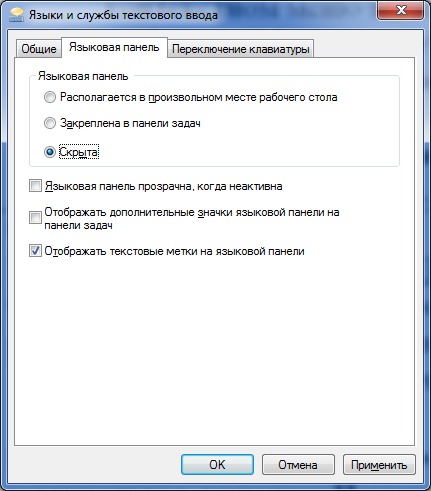 Языки и службы текстового ввода
Общие Языковая панель Переключение клавиатуры
Языковая панель
Располагается в произвольном месте рабочего стола
Закреплена в панели задач
Скрыта
Языковая панель прозрачна, когда неактивна
Отображать дополнительные значки языковой панели на
панели задач
Отображать текстовые метки на языковой панели
ОК Отмена Применить